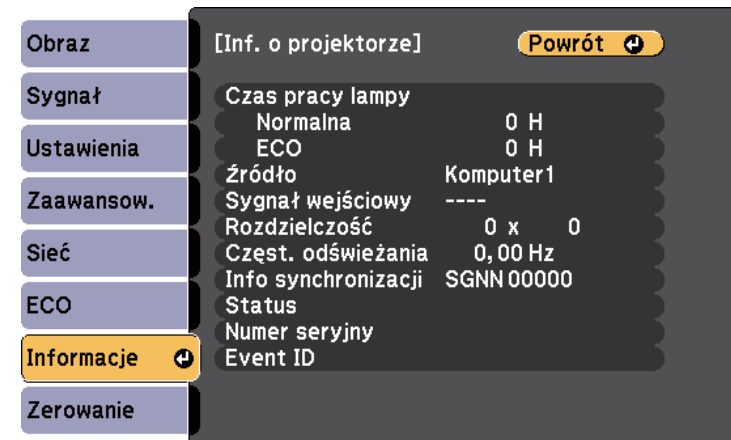 Obraz
Sygnał
Ustawienia
Zaawansow.
Sieć
ECO
Informacje
Zerowanie
[Inf. o projektorze] Powrót
Czas pracy lampy
Normalna 0 H
ECO 0 H
Źródło Komputer1
Sygnał wejściowy ----
Rozdzielczość 0 x 0
Częst. odświeżania 0,00 Hz
Info synchronizacji SGNN 00000
Status
Numer seryjny
Event ID